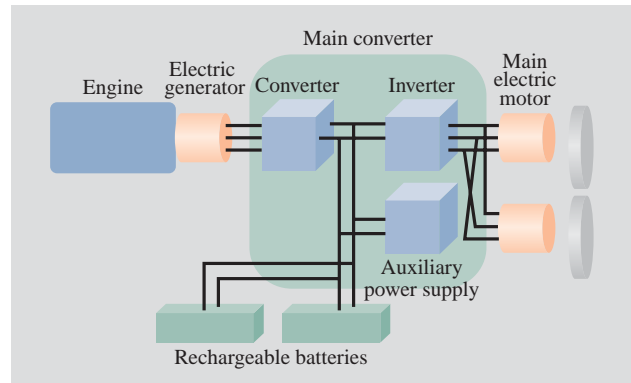 Main converter
Engine
Electric
generator
Converter
Inverter
Main
electric
motor
Auxiliary
power supply
Rechargeable batteries